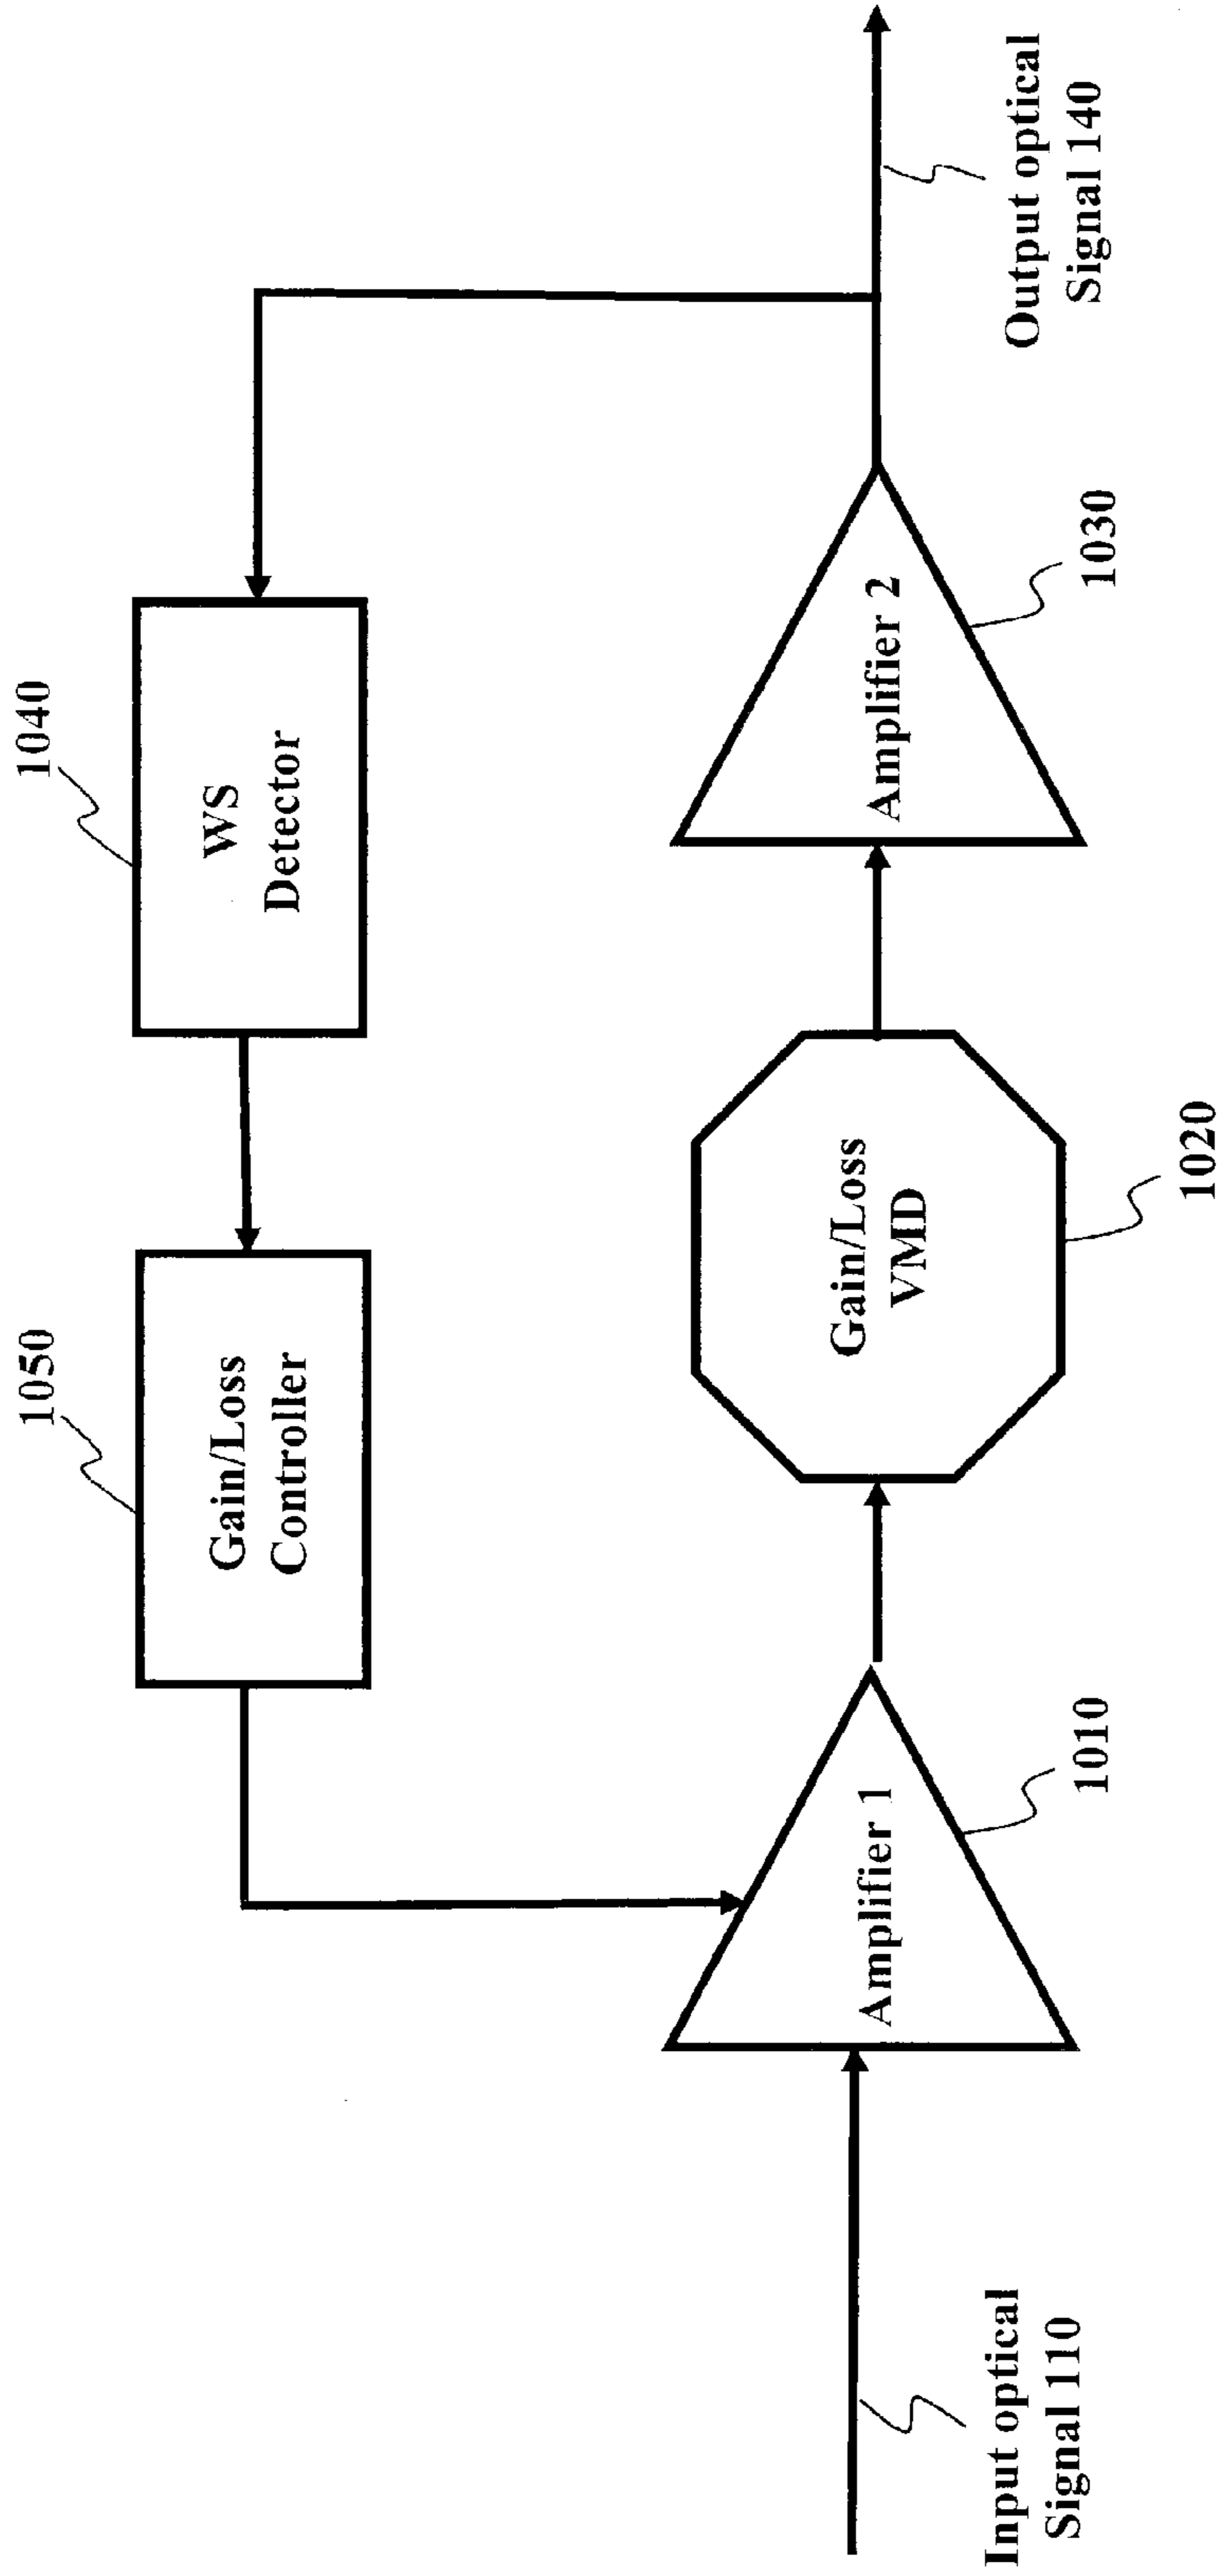 1050
Gain/Loss
Controller
1040
WS
Detector
Input optical
Signal 110
Amplifier 1
1010
Gain/Loss
VMD
1020
Amplifier 2
1030
Output optical
Signal 140